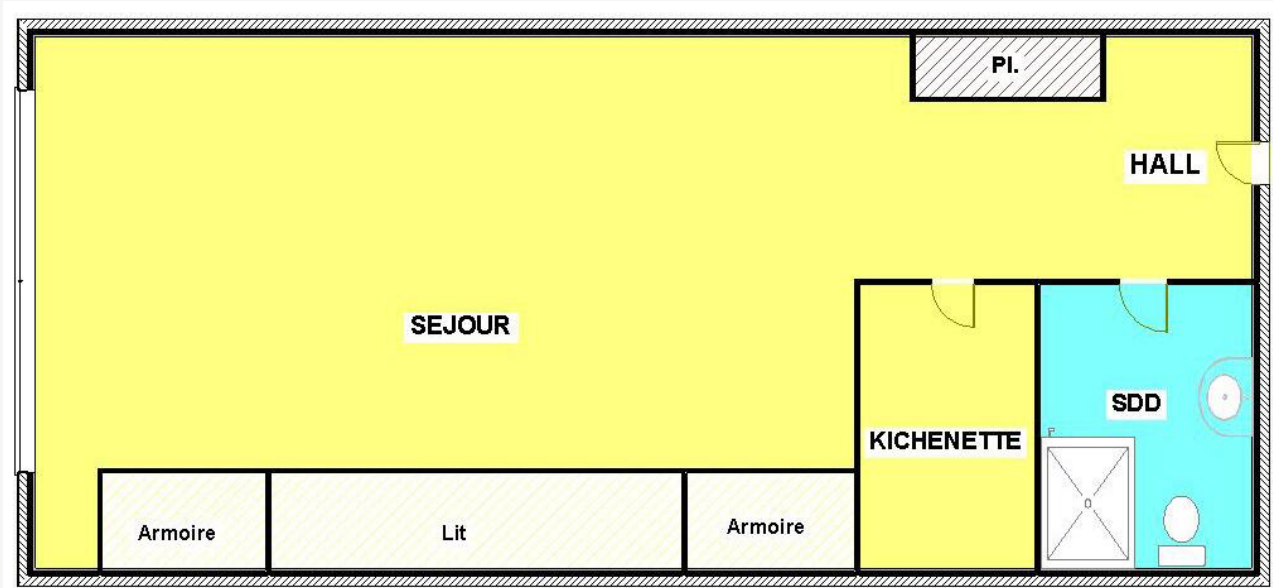 Pl.
HALL
SEJOUR
SDD
KICHENETTE
Armoire
Lit
Armoire